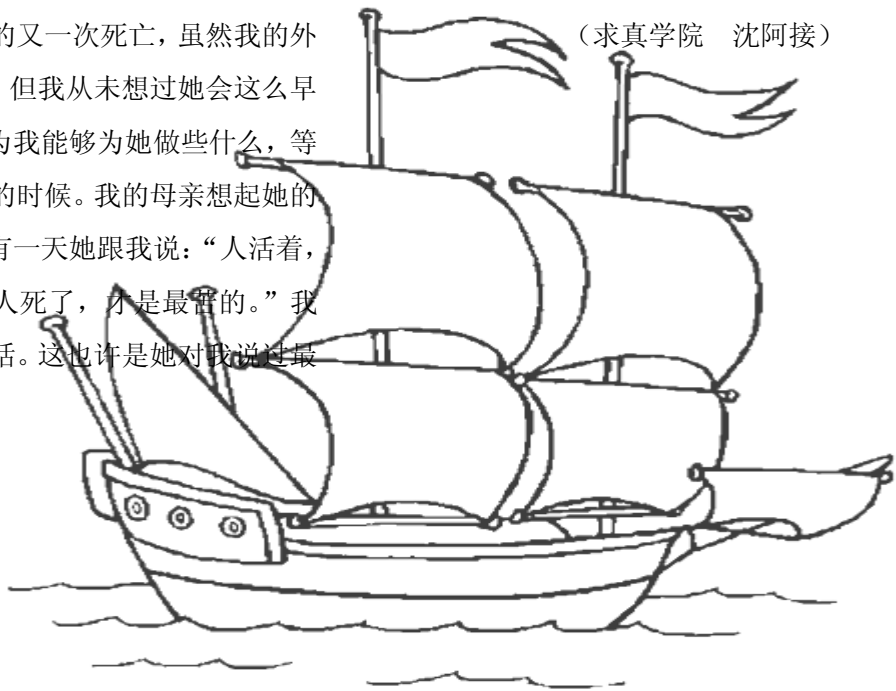 的又一次死亡，虽然我的外
但我从未想过她会这么早
为我能够为她做些什么，等
的时候。我的母亲想起她的
有一天她跟我说：“人活着，
人死了，才是最苦的。”我
话。这也许是她对我说过最
（求真学院　沈阿接）